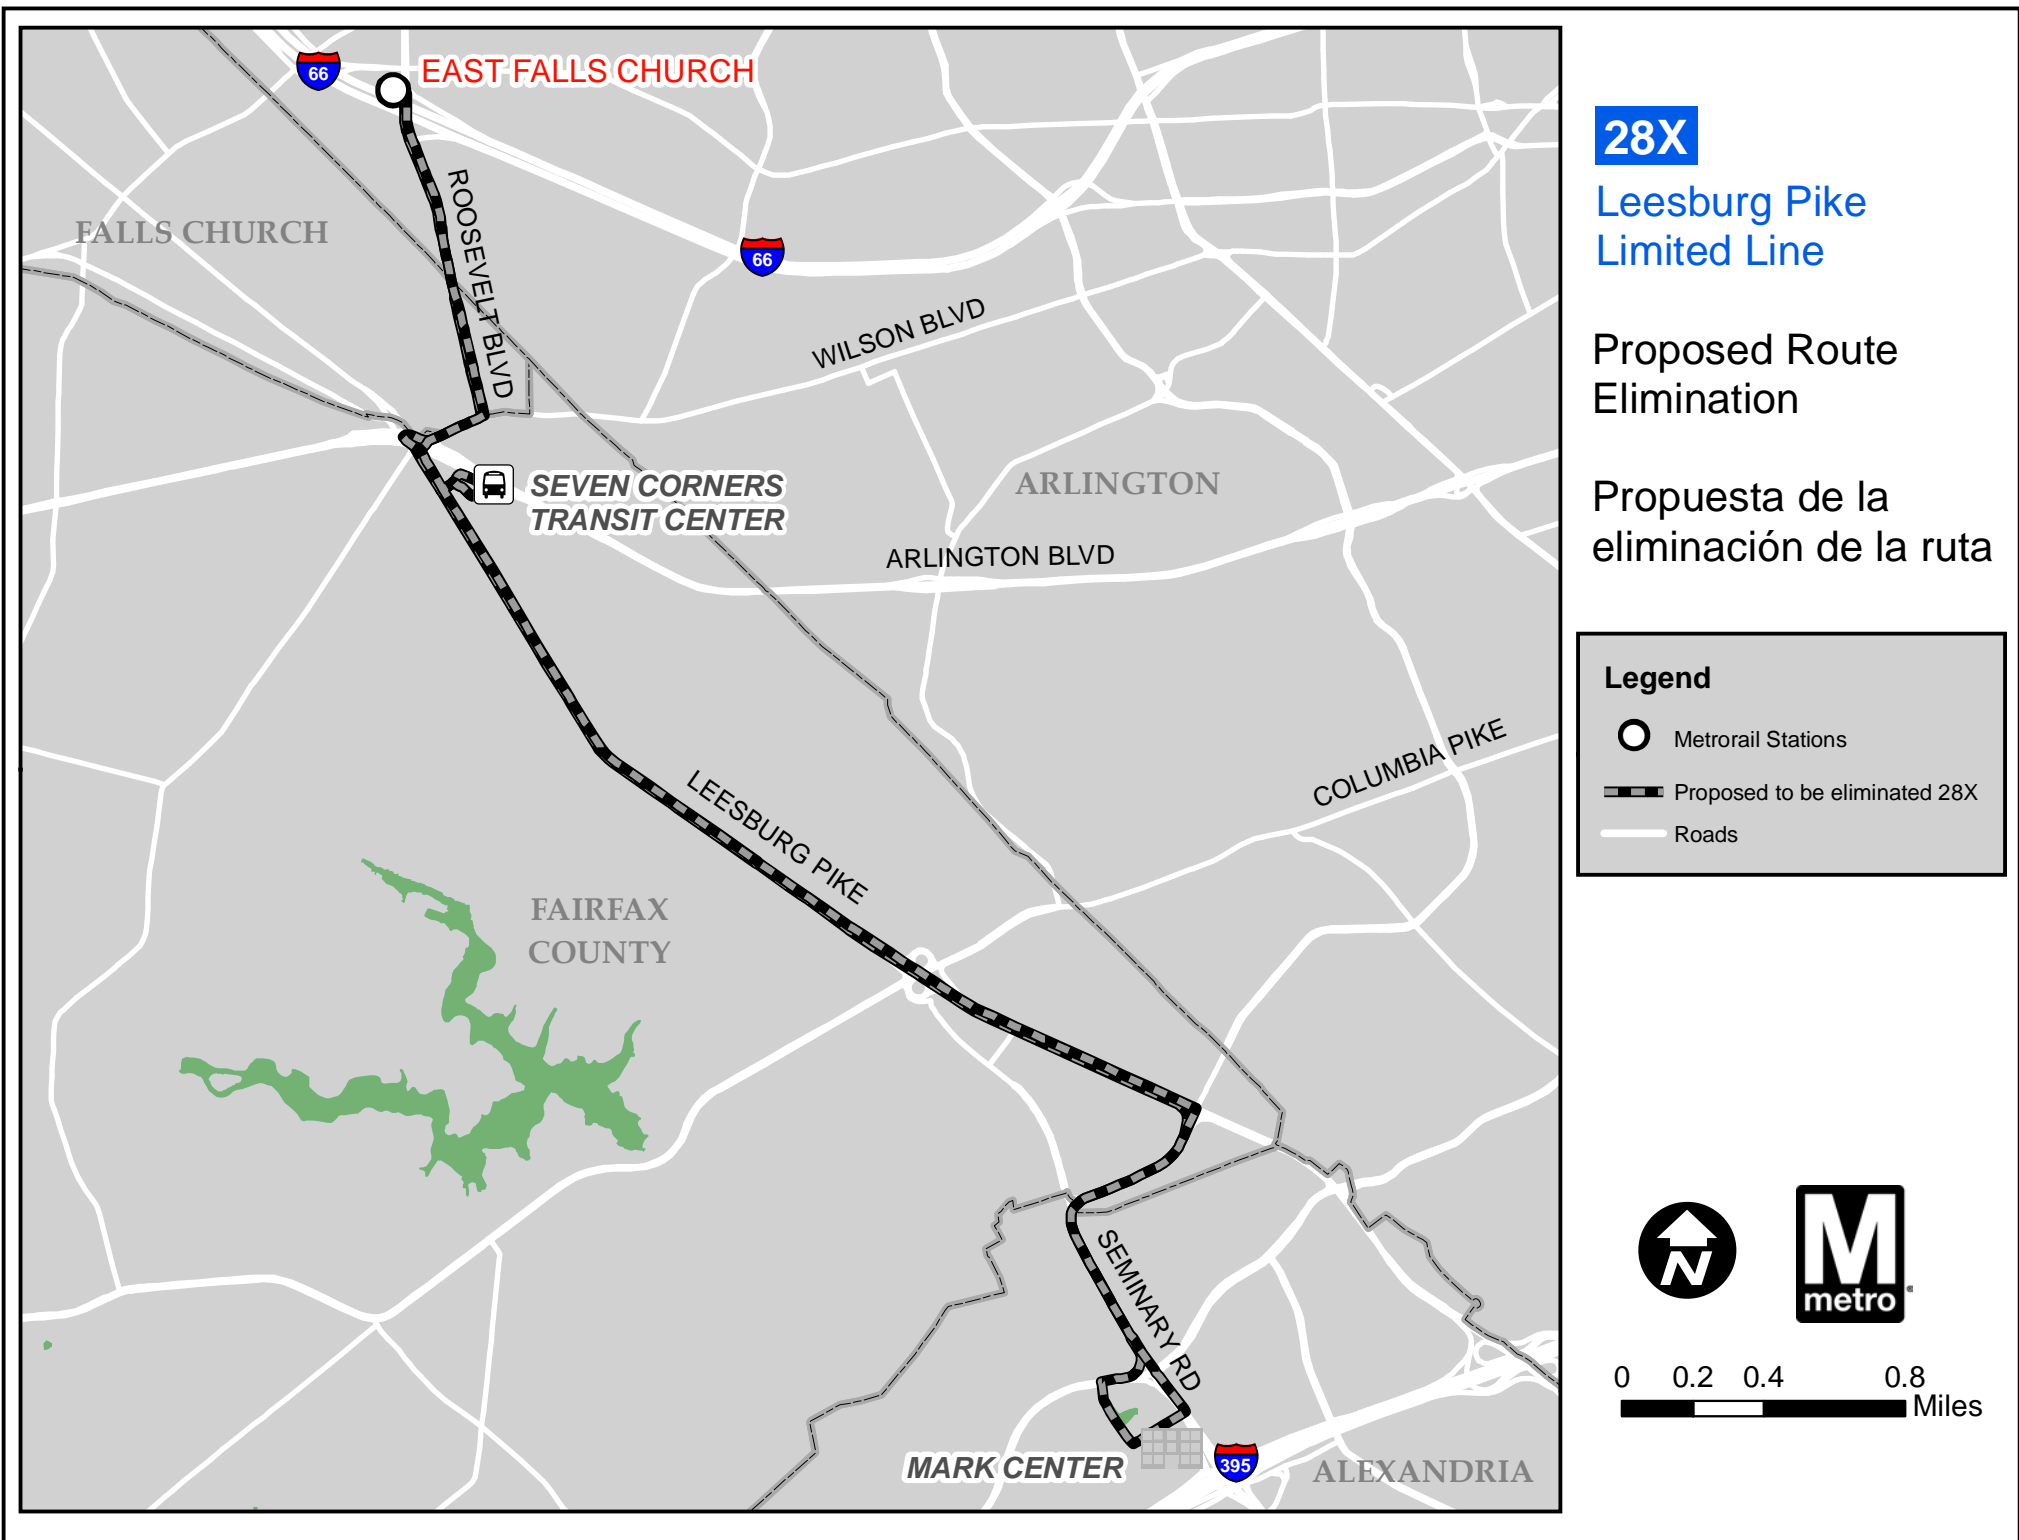 66
EAST FALLS CHURCH
ROOSEVELT BLVD
FALLS CHURCH
66
WILSON BLVD
SEVEN CORNERS
TRANSIT CENTER
ARLINGTON
ARLINGTON BLVD
LEESBURG PIKE
COLUMBIA PIKE
FAIRFAX
COUNTY
SEMINARY RD
MARK CENTER
395
ALEXANDRIA
28X
Leesburg Pike
Limited Line
Proposed Route
Elimination
Propuesta de la
eliminación de la ruta
Legend
Metrorail Stations
Proposed to be eliminated 28X
Roads
N
M
metro
0 0.2 0.4 0.8
Miles